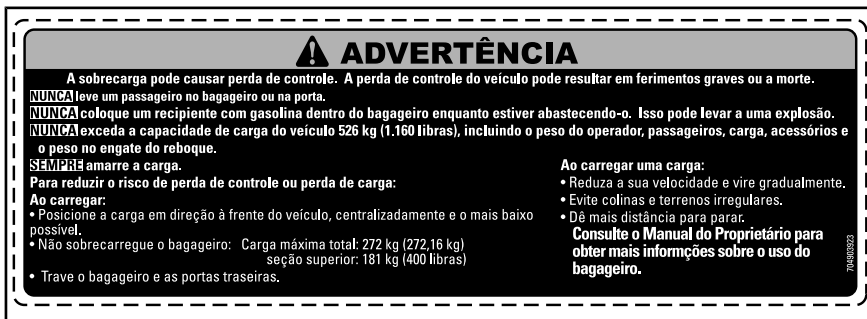 ADVERTÊNCIA
A sobrecarga pode causar perda de controle. A perda de controle do veículo pode resultar em ferimentos graves ou a morte.
NUNCA leve um passageiro no bagageiro ou na porta.
NUNCA coloque um recipiente com gasolina dentro do bagageiro enquanto estiver abastecendo-o. Isso pode levar a uma explosão.
NUNCA exceda a capacidade de carga do veículo 526 kg (1.160 libras), incluindo o peso do operador, passageiros, carga, acessórios e
o peso no engate do reboque.
SEMPRE amarre a carga.
Para reduzir o risco de perda de controle ou perda de carga:
Ao carregar:
• Posicione a carga em direção à frente do veículo, centralizadamente e o mais baixo
possível.
• Não sobrecarregue o bagageiro: Carga máxima total: 272 kg (272,16 kg)
seção superior: 181 kg (400 libras)
• Trave o bagageiro e as portas traseiras.
Ao carregar uma carga:
• Reduza a sua velocidade e vire gradualmente.
• Evite colinas e terrenos irregulares.
• Dê mais distância para parar.
Consulte o Manual do Proprietário para
obter mais informções sobre o uso do
bagageiro.
704903923